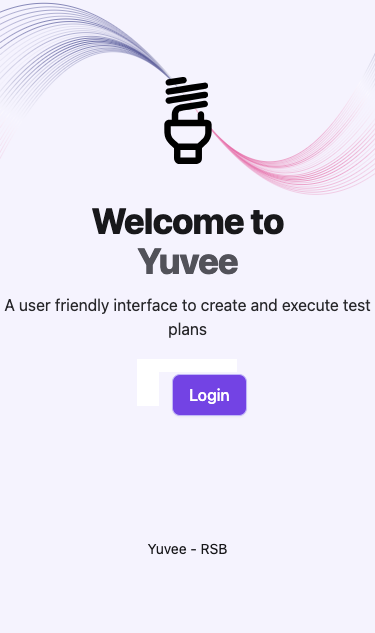 Welcome to
Yuvee
A user friendly interface to create and execute test
plans
Login
Yuvee - RSB